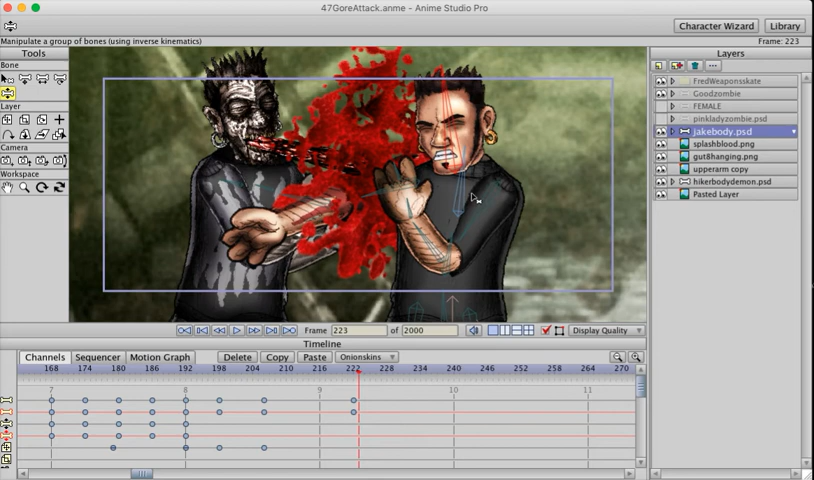 47GoreAttack.anme - Anime Studio Pro
Character Wizard
Library
Manipulate a group of bones (using inverse kinematics)
Frame: 223
Tools
Bone
Layer
Camera
Workspace
Layers
FredWeaponsskate
Goodzombie
FEMALE
pinkladyzombie.psd
jakebody.psd
splashblood.png
gut8hanging.png
upperarm copy
hikerbodydemon.psd
Pasted Layer
Frame 223 of 2000
Display Quality
Timeline
Channels Sequencer Motion Graph Delete Copy Paste Onionskins
168 174 180 186 192 198 204 210 216 222 228 234 240 246 252 258 264 270
7 8 9 10 11